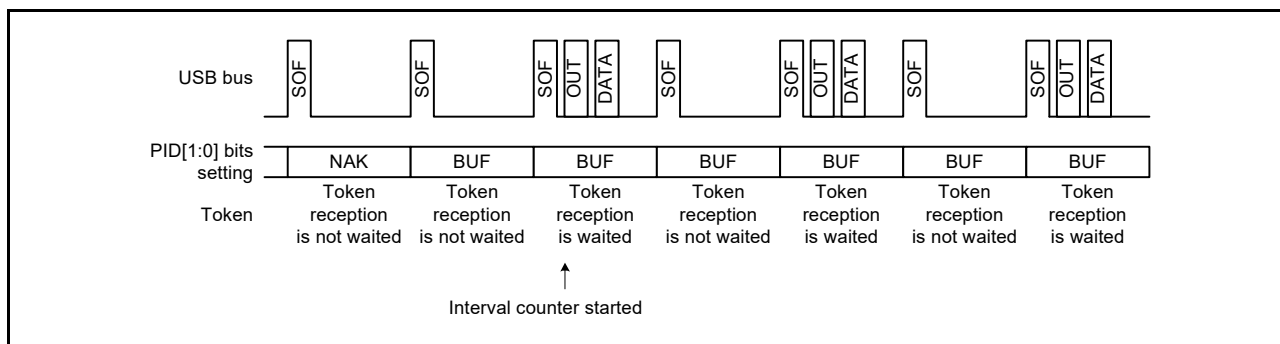 USB bus
SOF
SOF
SOF
OUT
DATA
SOF
SOF
OUT
DATA
SOF
SOF
OUT
DATA
PID[1:0] bits
setting
NAK
BUF
BUF
BUF
BUF
BUF
BUF
Token
Token
reception
is not waited
Token
reception
is not waited
Token
reception
is waited
Token
reception
is not waited
Token
reception
is waited
Token
reception
is not waited
Token
reception
is waited
Interval counter started